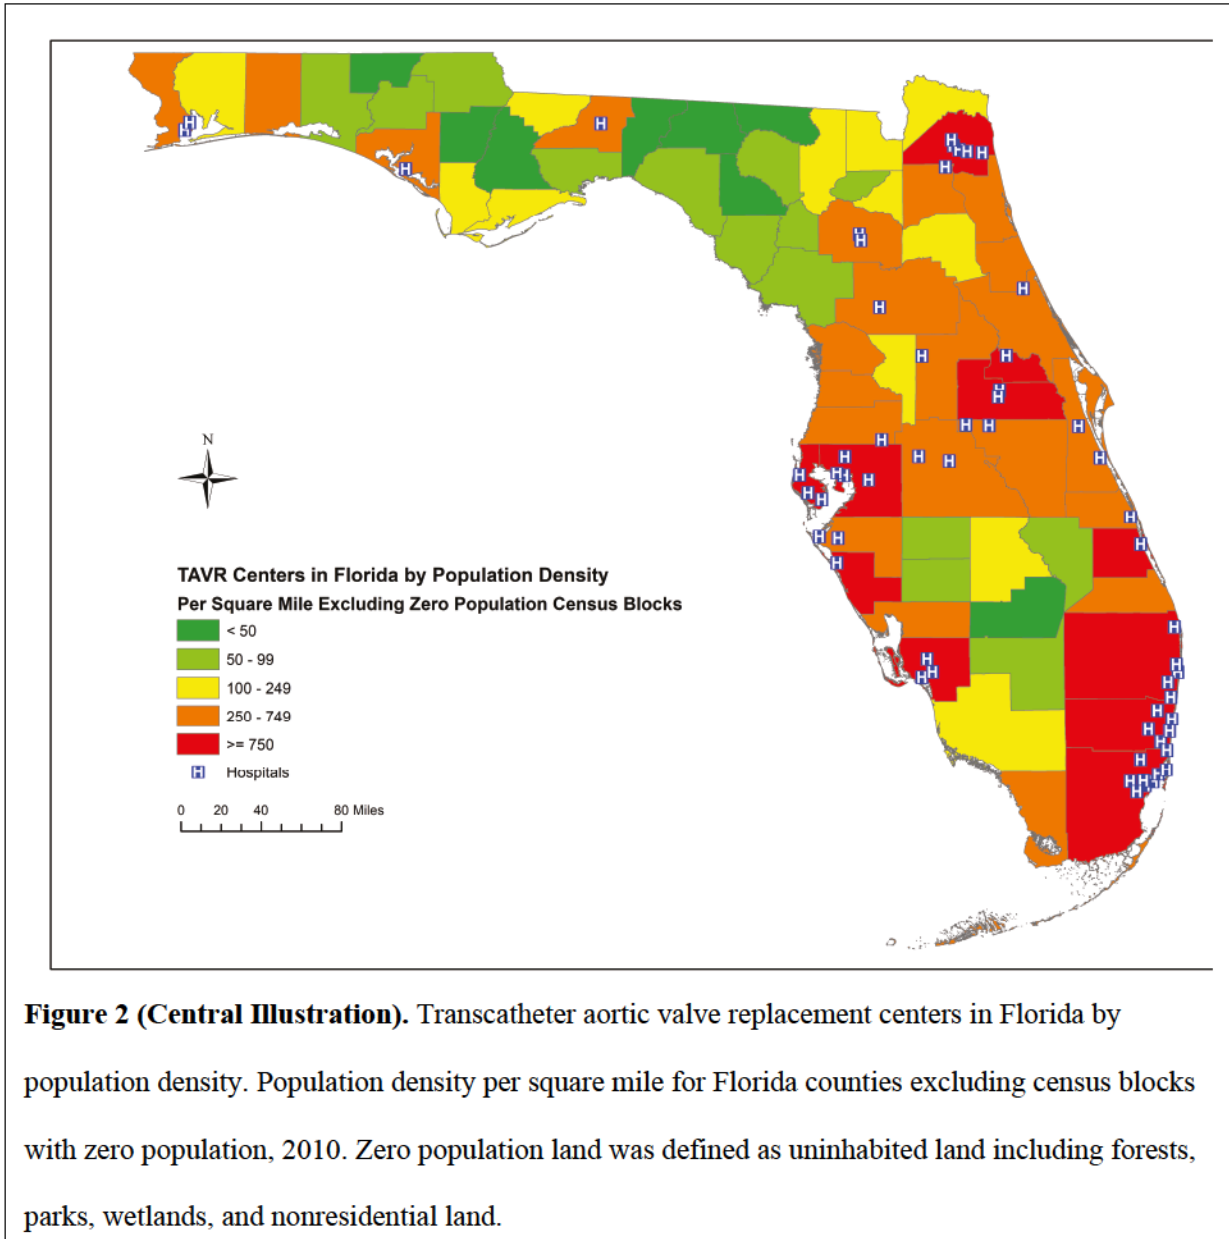 N
TAVR Centers in Florida by Population Density
Per Square Mile Excluding Zero Population Census Blocks
< 50
50 - 99
100 - 249
250 - 749
>= 750
H Hospitals
0 20 40 80 Miles
Figure 2 (Central Illustration). Transcatheter aortic valve replacement centers in Florida by
population density. Population density per square mile for Florida counties excluding census blocks
with zero population, 2010. Zero population land was defined as uninhabited land including forests,
parks, wetlands, and nonresidential land.